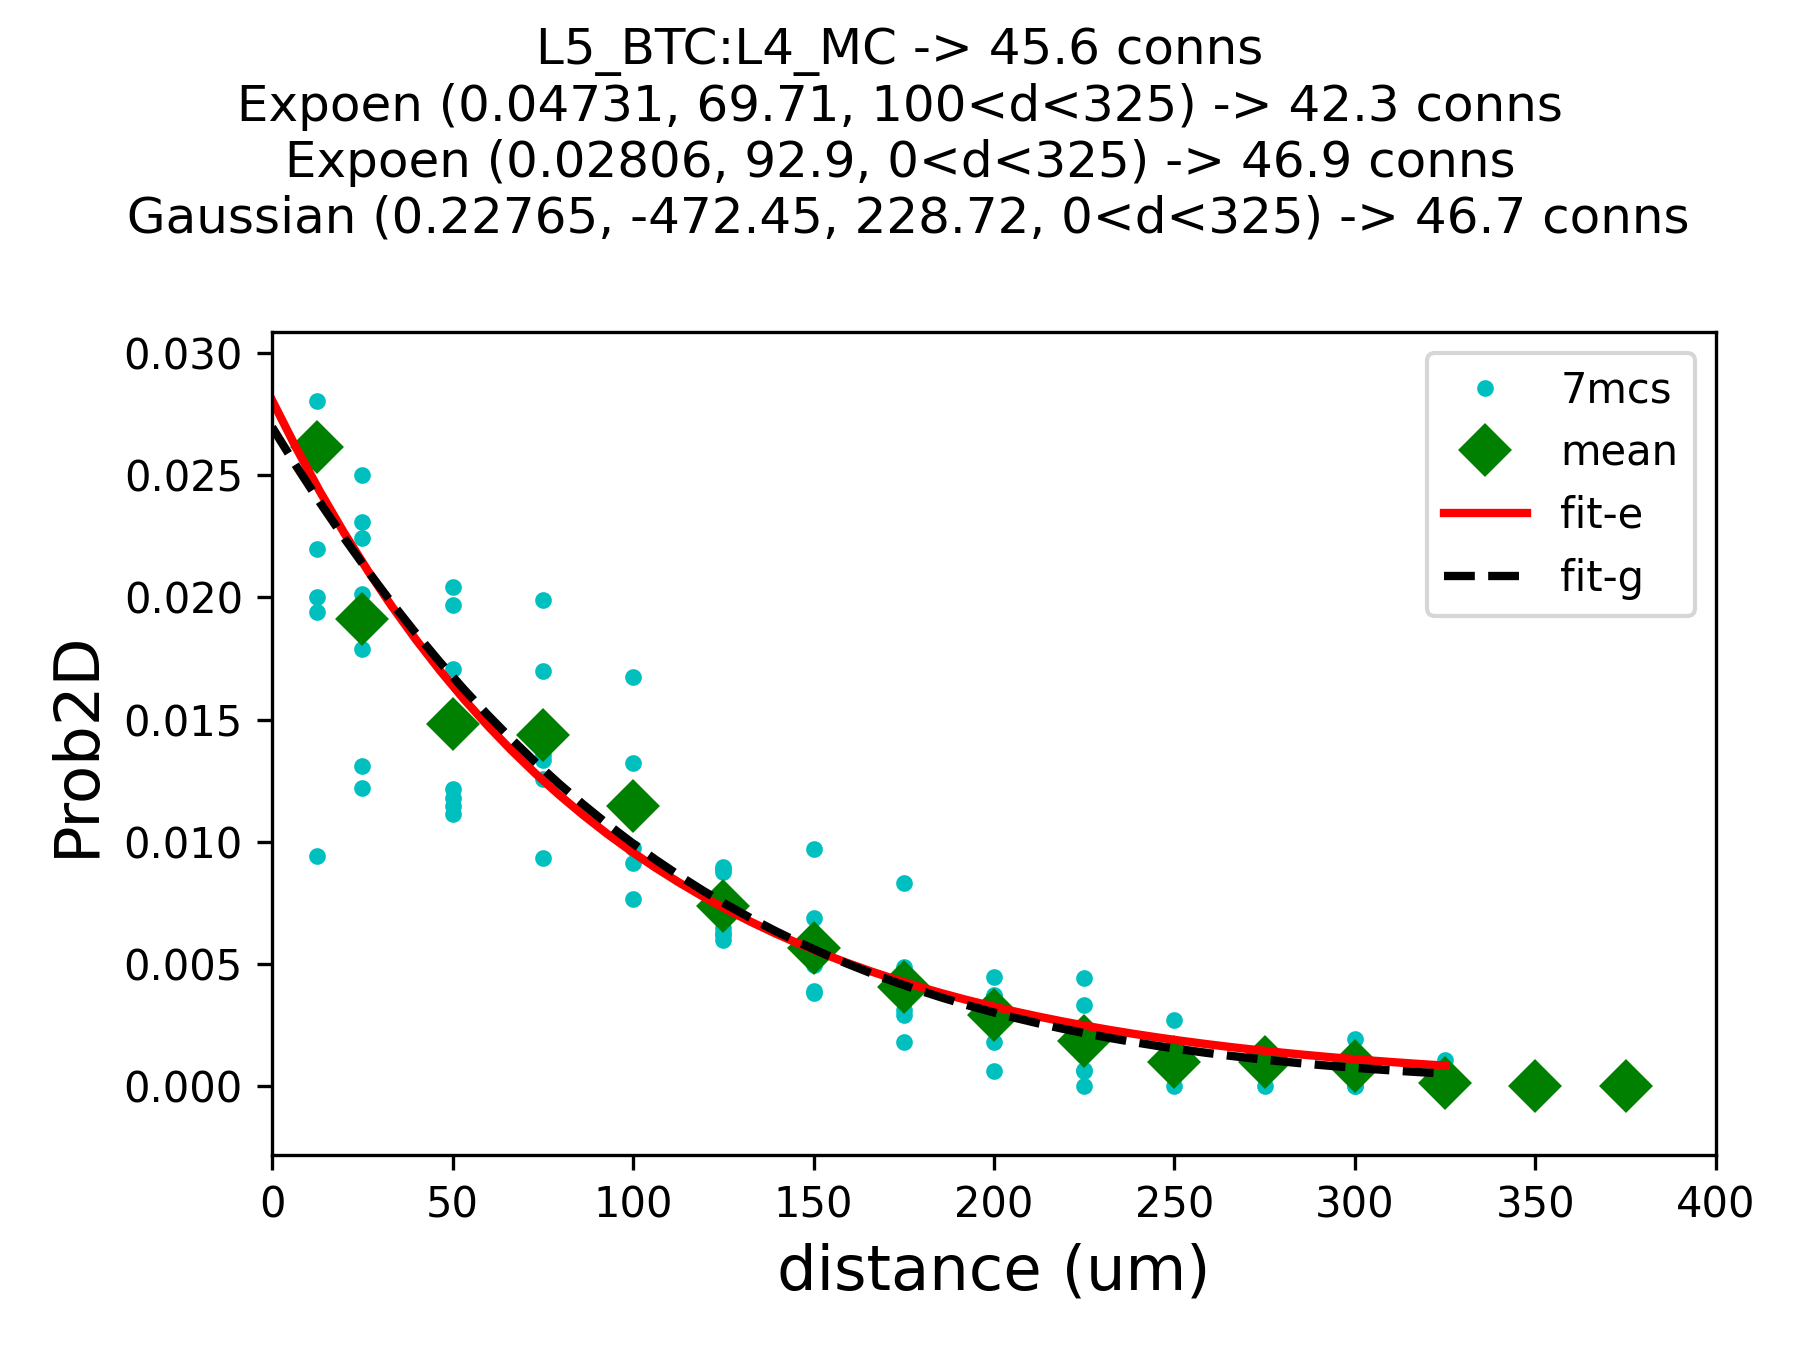 L5_BTC:L4_MC -> 45.6 conns
Expoen (0.04731, 69.71, 100<d<325) -> 42.3 conns
Expoen (0.02806, 92.9, 0<d<325) -> 46.9 conns
Gaussian (0.22765, -472.45, 228.72, 0<d<325) -> 46.7 conns
0.030
0.025
0.020
0.015
0.010
0.005
0.000
Prob2D
7mcs
mean
fit-e
fit-g
0 50 100 150 200 250 300 350 400
distance (um)